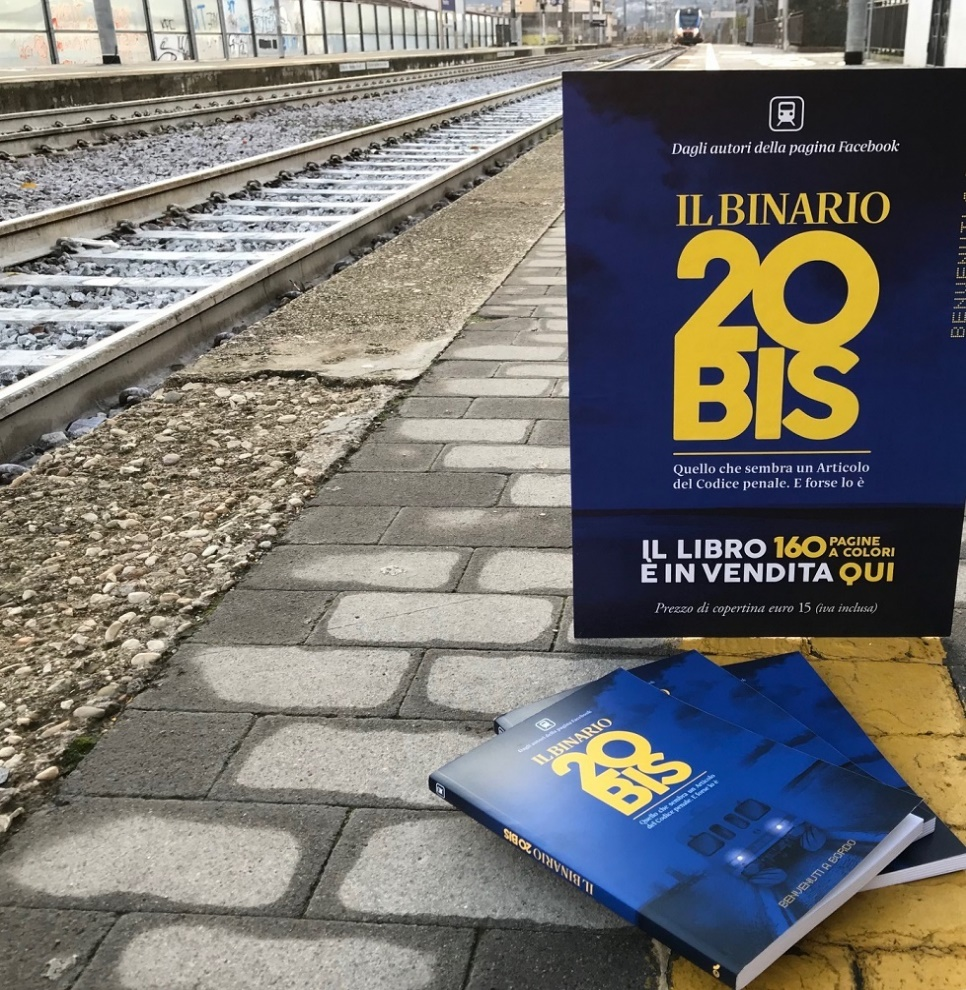 Dagli autori della pagina Facebook
IL BINARIO
20
BIS
Quello che sembra un Articolo
del Codice penale. E forse lo è
IL LIBRO 160 PAGINE A COLORI
È IN VENDITA QUI
Prezzo di copertina euro 15 (iva inclusa)
BENVENUTI A
Dagli autori della pagina Facebook
IL BINARIO
20
BIS
Quello che sembra un Articolo
del Codice penale. E forse lo è
BENVENUTI A BORDO
IL BINARIO 20BIS